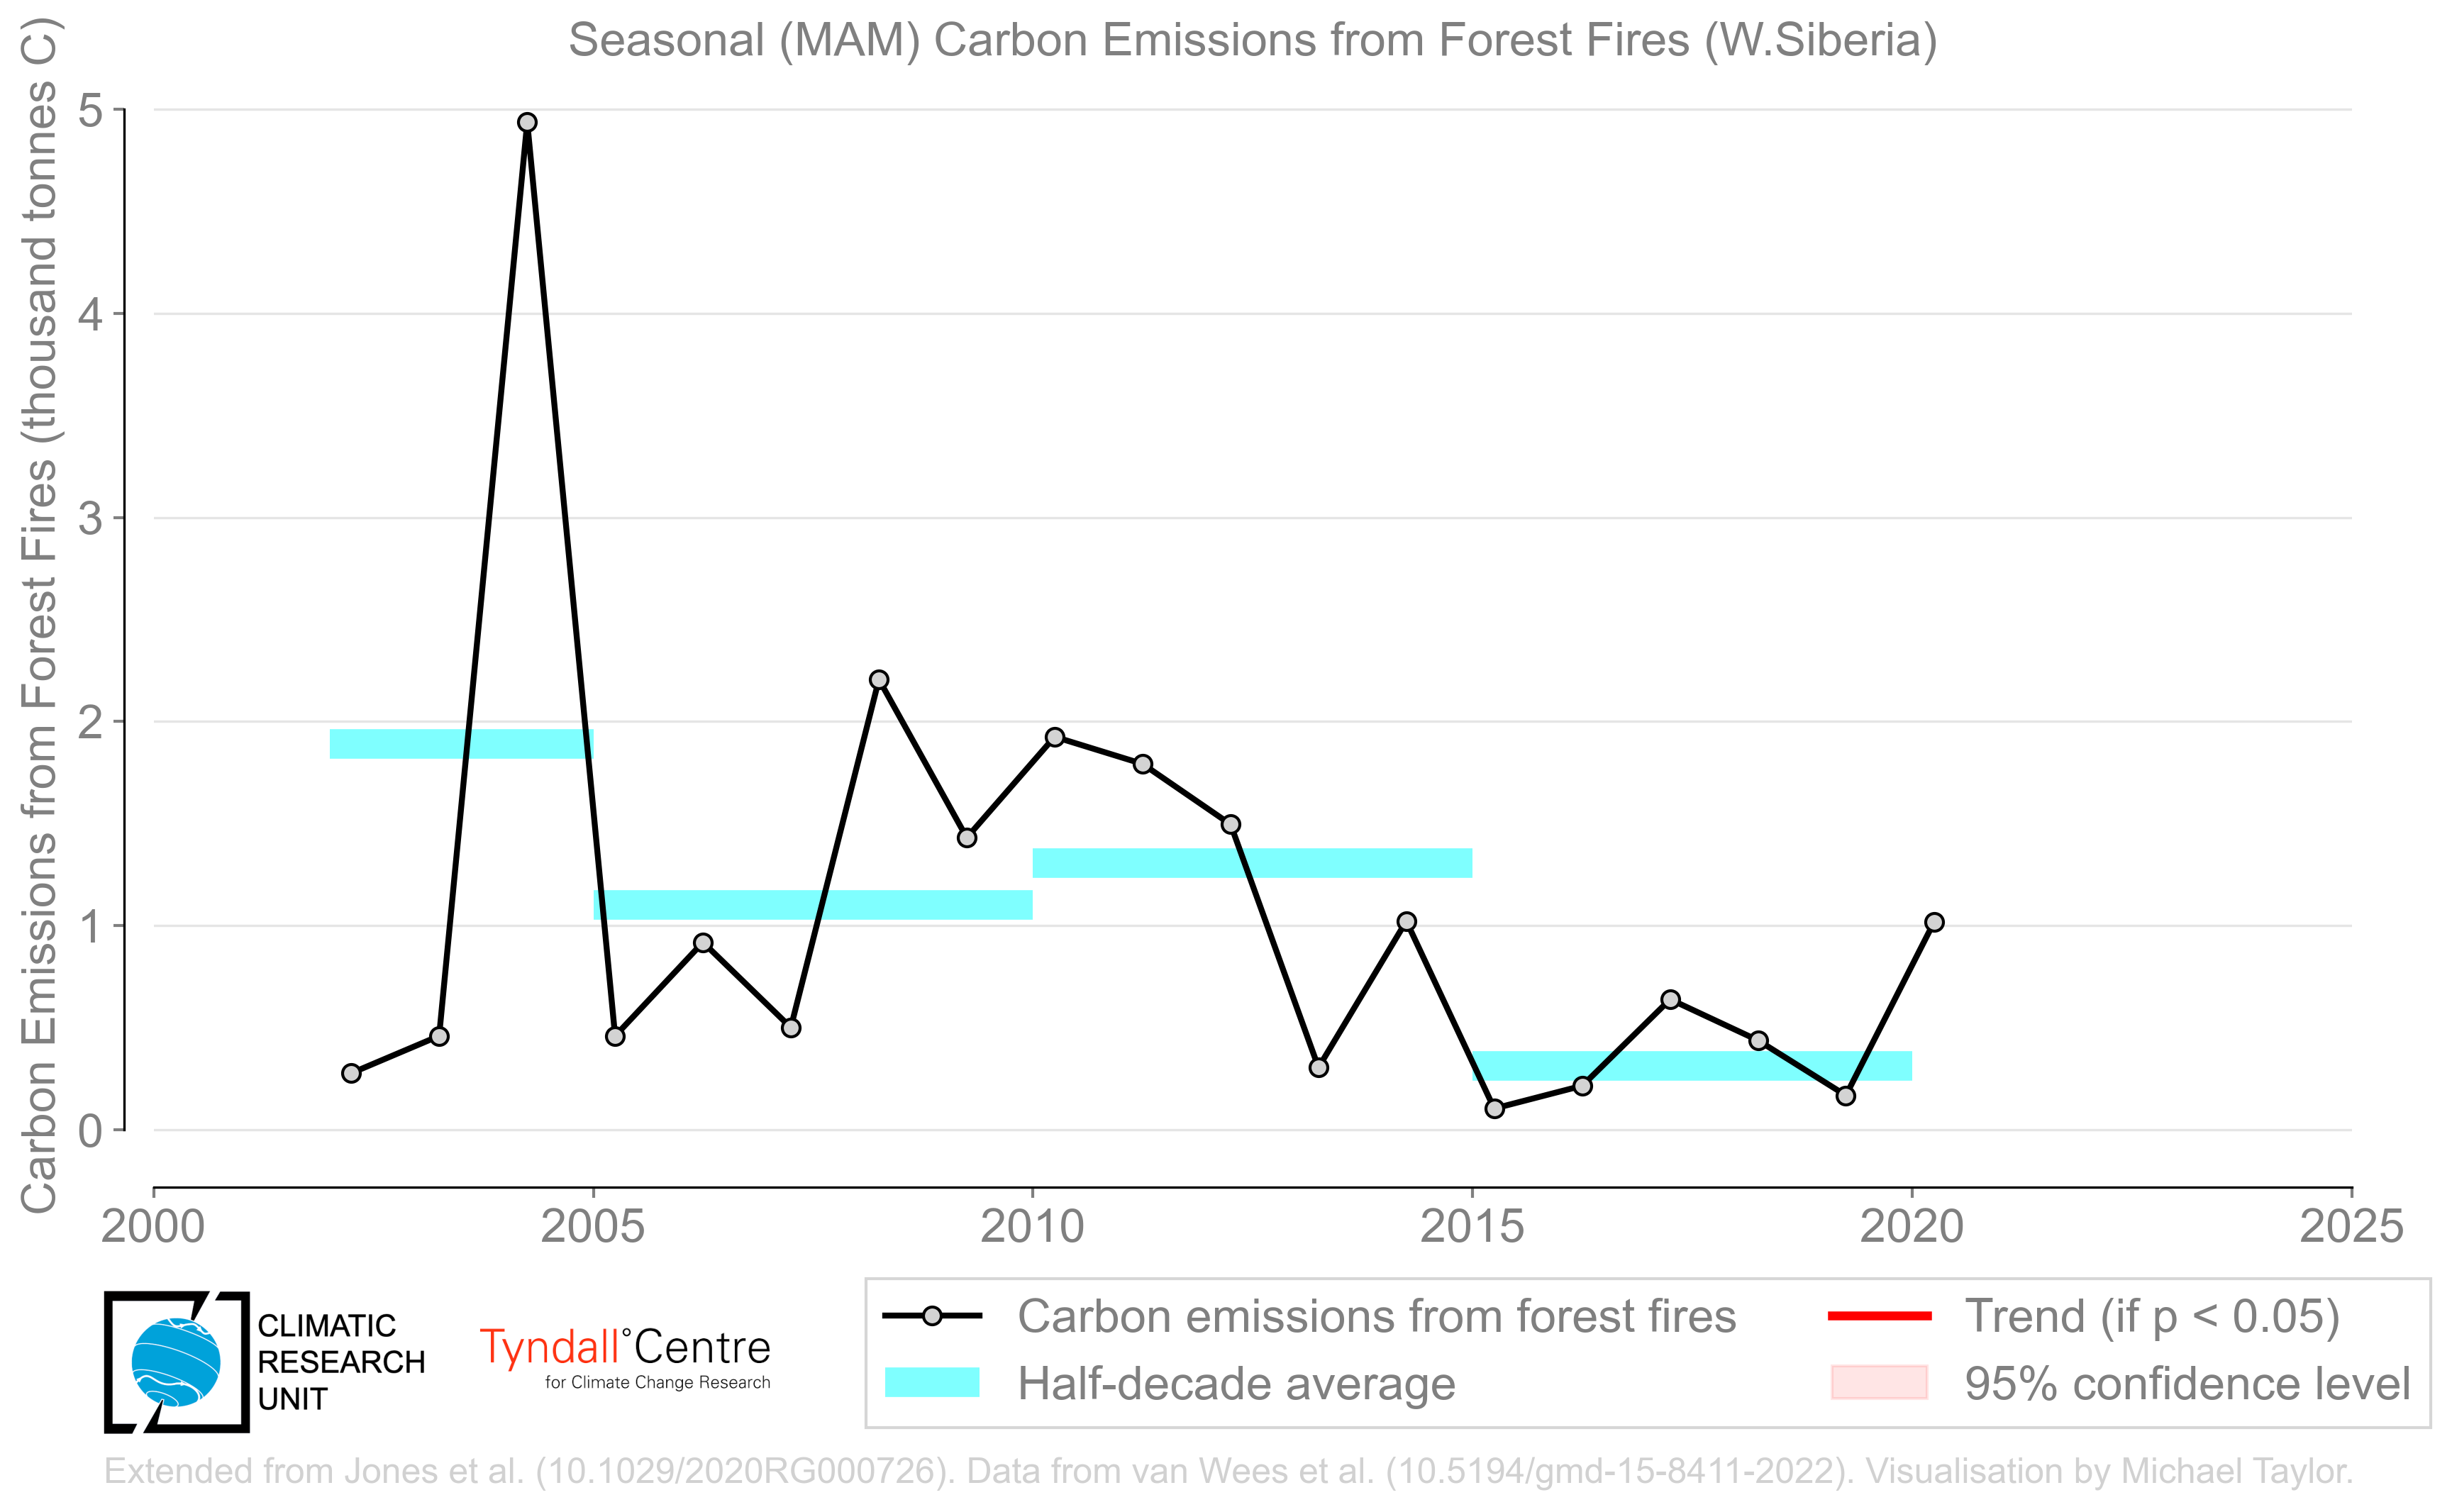 Seasonal (MAM) Carbon Emissions from Forest Fires (W.Siberia)
Carbon Emissions from Forest Fires (thousand tonnes C)
5
4
3
2
1
0
2000 2005 2010 2015 2020 2025
CLIMATIC
RESEARCH
UNIT
Tyndall°Centre
for Climate Change Research
Carbon emissions from forest fires
Half-decade average
Trend (if p < 0.05)
95% confidence level
Extended from Jones et al. (10.1029/2020RG000726). Data from van Wees et al. (10.5194/gmd-15-8411-2022). Visualisation by Michael Taylor.